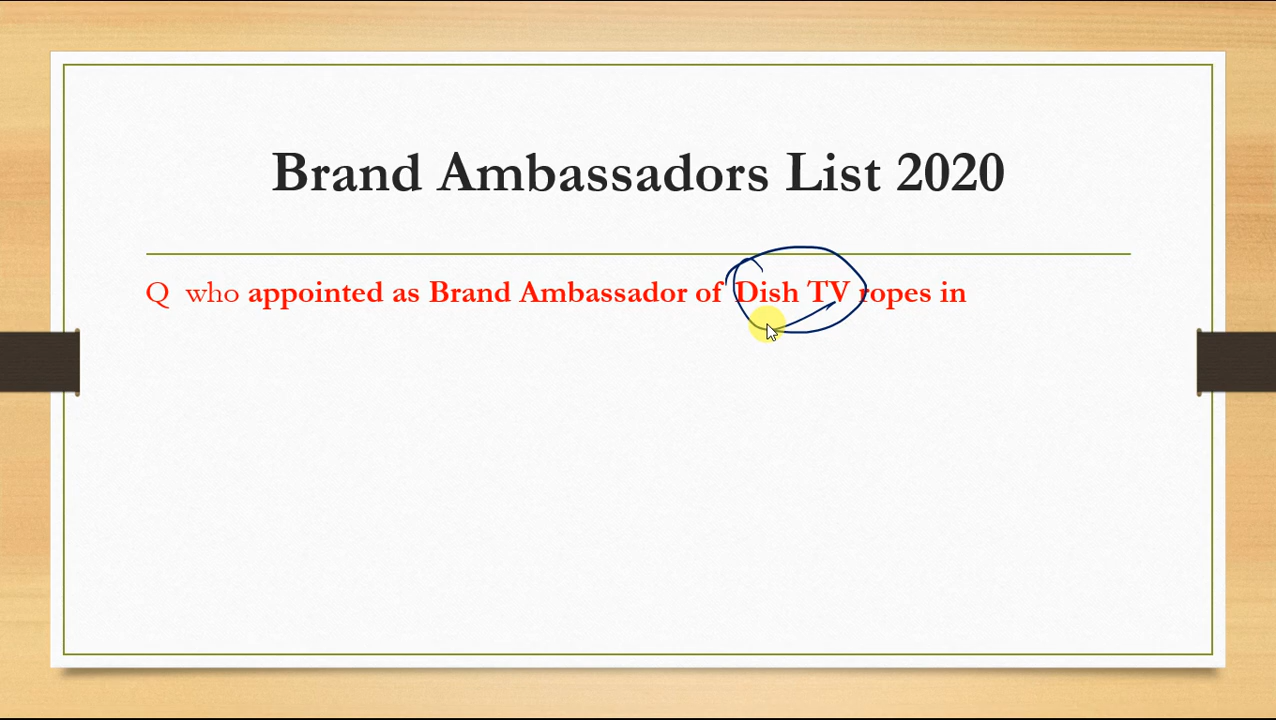 Brand Ambassadors List 2020
Q who appointed as Brand Ambassador of Dish TV ropes in